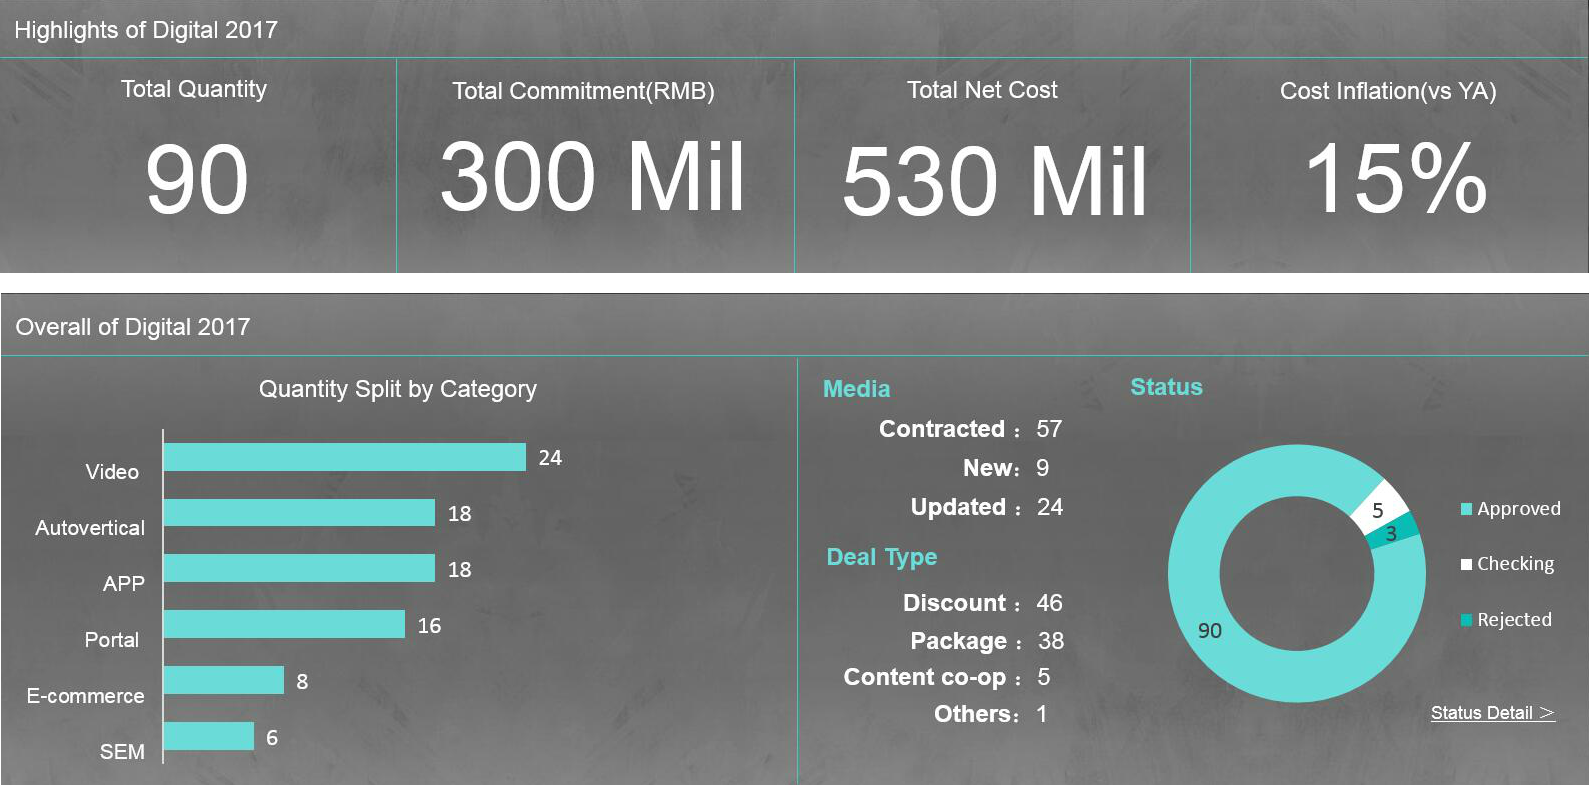 Highlights of Digital 2017
Total Quantity
90
Total Commitment(RMB)
300 Mil
Total Net Cost
530 Mil
Cost Inflation(vs YA)
15%
Overall of Digital 2017
Quantity Split by Category
Video 24
Autovertical 18
APP 18
Portal 16
E-commerce 8
SEM 6
Media
Contracted： 57
New： 9
Updated： 24
Deal Type
Discount： 46
Package： 38
Content co-op： 5
Others： 1
Status
5
3
90
Approved
Checking
Rejected
Status Detail ＞